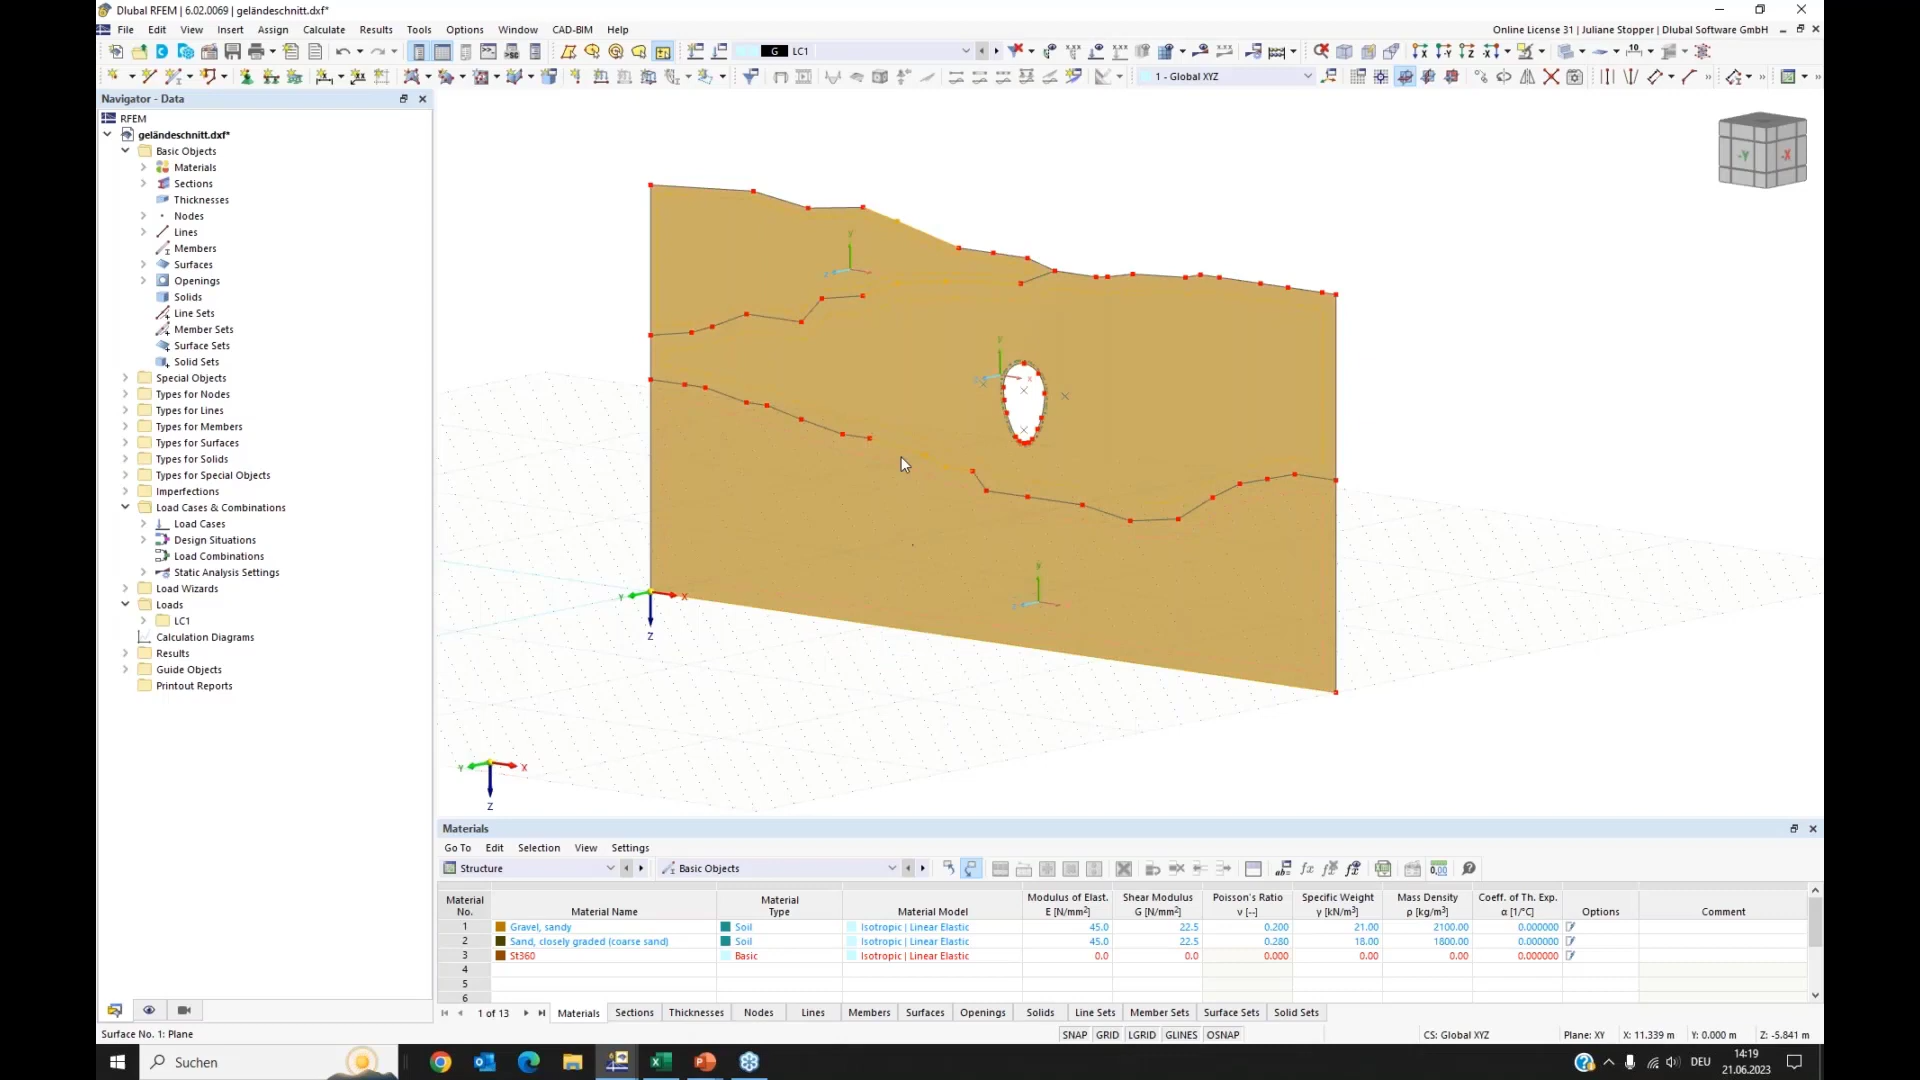 Dlubal RFEM | 6.02.0069 | geländeschnitt.dxf*
File Edit View Insert Assign Calculate Results Tools Options Window CAD-BIM Help
Online License 31 | Juliane Stopper | Dlubal Software GmbH
G LC1
1 - Global XYZ
Navigator - Data
RFEM
geländeschnitt.dxf*
Basic Objects
Materials
Sections
Thicknesses
Nodes
Lines
Members
Surfaces
Openings
Solids
Line Sets
Member Sets
Surface Sets
Solid Sets
Special Objects
Types for Nodes
Types for Lines
Types for Members
Types for Surfaces
Types for Solids
Types for Special Objects
Imperfections
Load Cases & Combinations
Load Cases
Design Situations
Load Combinations
Static Analysis Settings
Load Wizards
Loads
LC1
Calculation Diagrams
Results
Guide Objects
Printout Reports
-Y -X
Y X
Z
Y X
Z
Materials
Go To Edit Selection View Settings
Structure Basic Objects
Material No. Material Name Material Type Material Model Modulus of Elast. E [N/mm²] Shear Modulus G [N/mm²] Poisson's Ratio ν [--] Specific Weight γ [kN/m³] Mass Density ρ [kg/m³] Coeff. of Th. Exp. α [1/°C] Options Comment
1 Gravel, sandy Soil Isotropic | Linear Elastic 45.0 22.5 0.200 21.00 2100.00 0.000000
2 Sand, closely graded (coarse sand) Soil Isotropic | Linear Elastic 45.0 22.5 0.280 18.00 1800.00 0.000000
3 St360 Basic Isotropic | Linear Elastic 0.0 0.0 0.000 0.00 0.00 0.000000
4
5
6
1 of 13 Materials Sections Thicknesses Nodes Lines Members Surfaces Openings Solids Line Sets Member Sets Surface Sets Solid Sets
Surface No. 1: Plane
SNAP GRID LGRID GLINES OSNAP
CS: Global XYZ Plane: XY X: 11.339 m Y: 0.000 m Z: -5.841 m
Suchen
DEU
14:19
21.06.2023